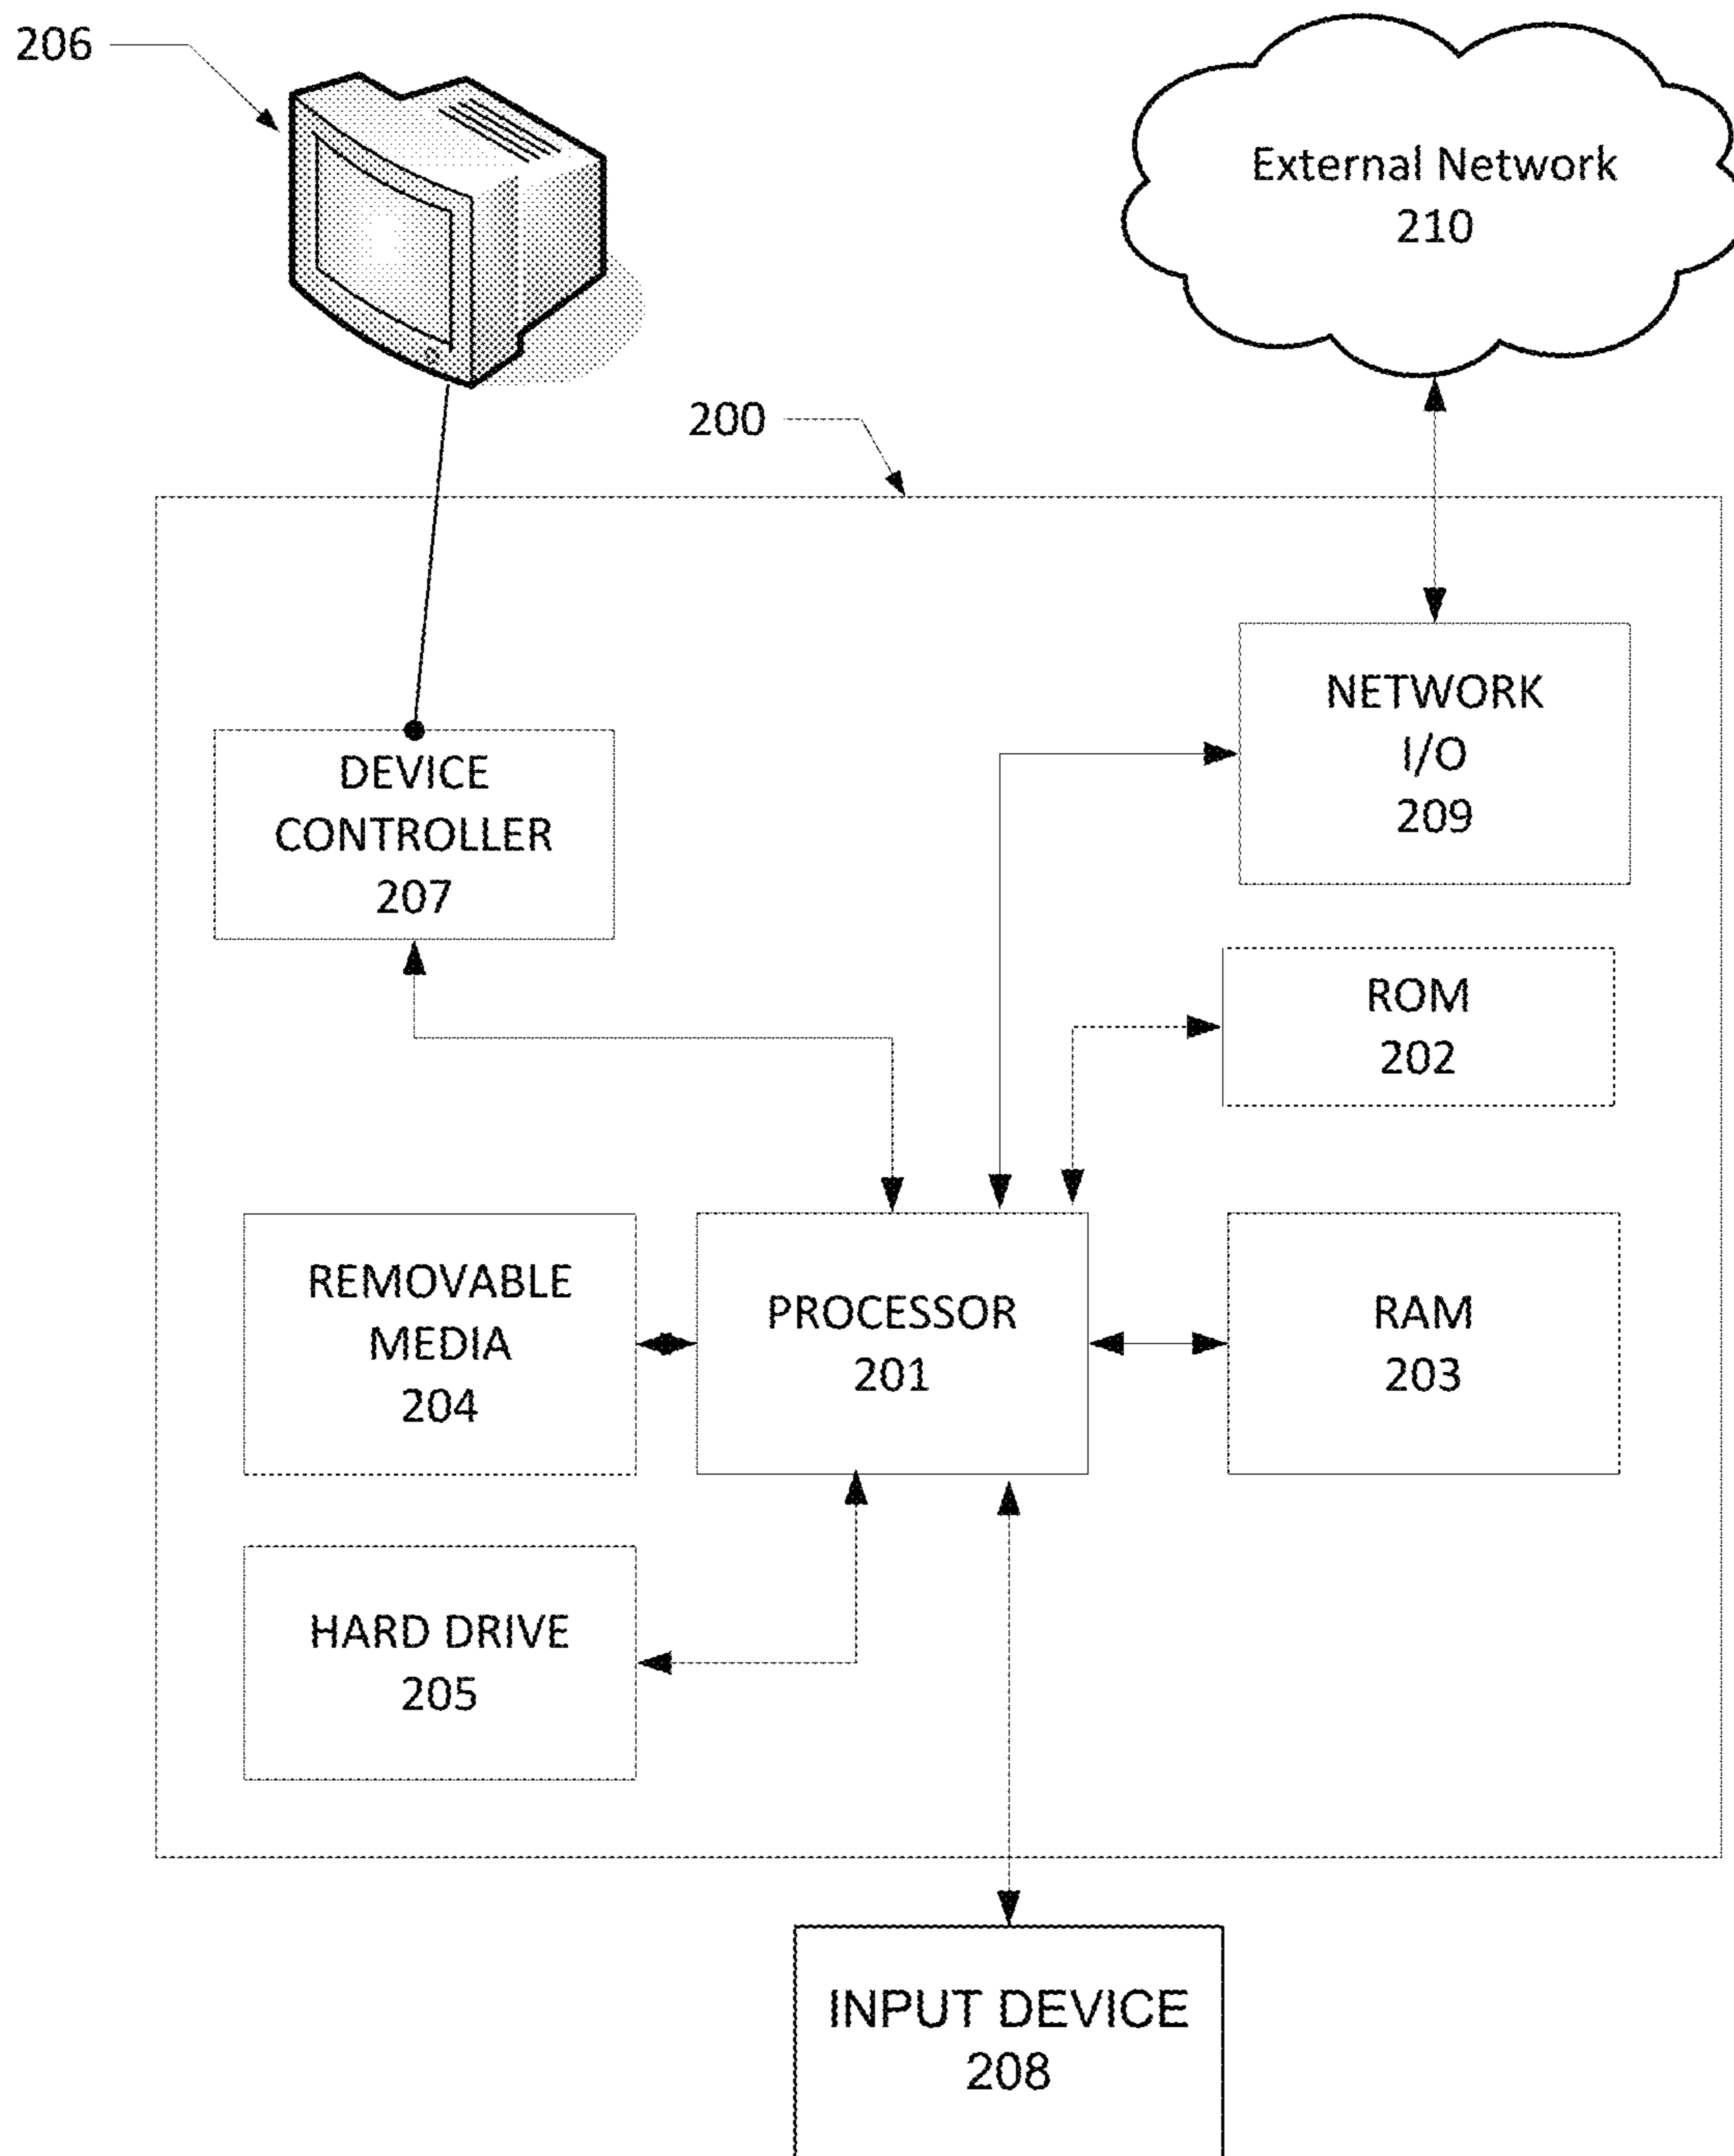 206
External Network
210
200
NETWORK
I/O
209
DEVICE
CONTROLLER
207
ROM
202
REMOVABLE
MEDIA
204
PROCESSOR
201
RAM
203
HARD DRIVE
205
INPUT DEVICE
208